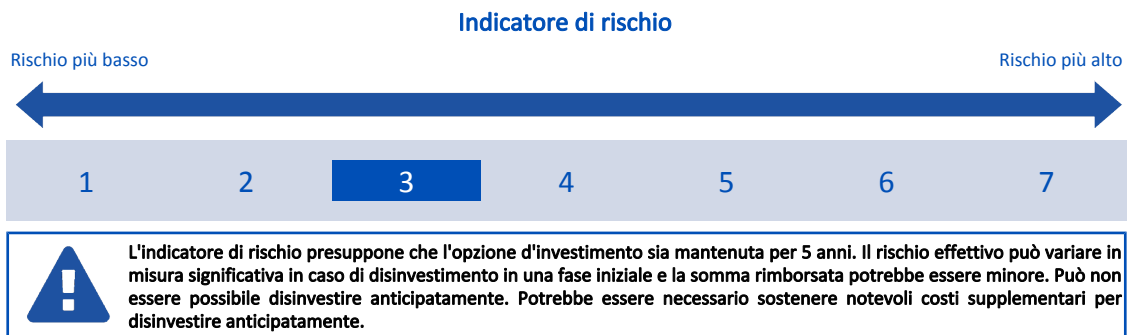 Indicatore di rischio
Rischio più basso
Rischio più alto
1 2 3 4 5 6 7
L'indicatore di rischio presuppone che l'opzione d'investimento sia mantenuta per 5 anni. Il rischio effettivo può variare in
misura significativa in caso di disinvestimento in una fase iniziale e la somma rimborsata potrebbe essere minore. Può non
essere possibile disinvestire anticipatamente. Potrebbe essere necessario sostenere notevoli costi supplementari per
disinvestire anticipatamente.